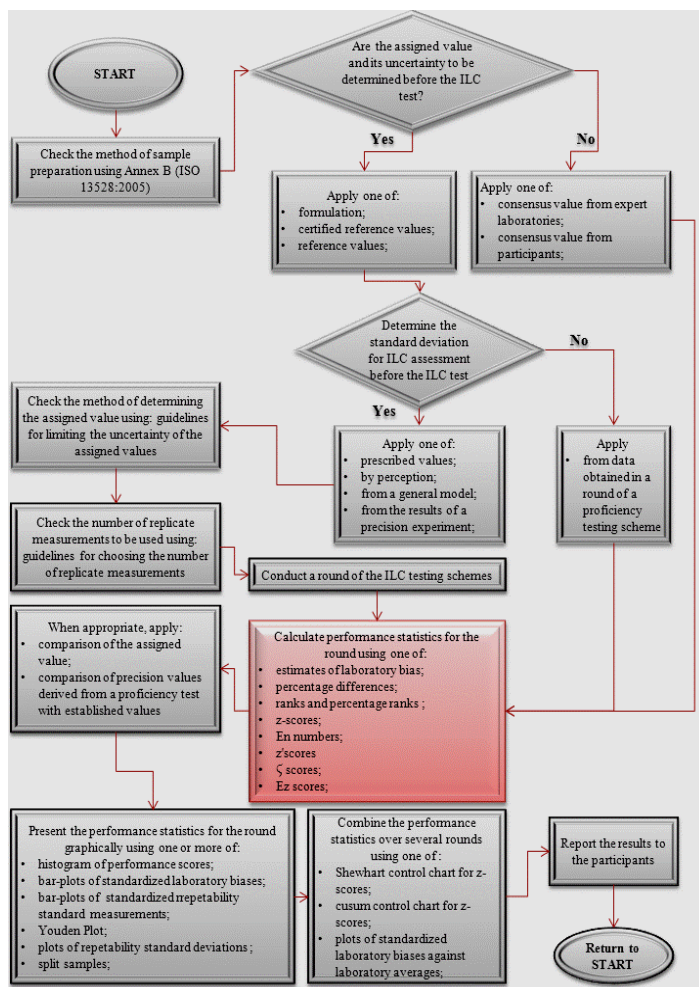 START
Check the method of sample
preparation using Annex B (ISO
13528:2005)
Are the assigned value
and its uncertainty to be
determined before the ILC
test?
Yes
No
Apply one of:
• formulation;
• certified reference values;
• reference values;
Apply one of:
• consensus value from expert
laboratories;
• consensus value from
participants;
Determine the
standard deviation
for ILC assessment
before the ILC test
No
Yes
Check the method of determining
the assigned value using: guidelines
for limiting the uncertainty of the
assigned values
Apply one of:
• prescribed values;
• by perception;
• from a general model;
• from the results of a
precision experiment;
Apply
• from data
obtained in a
round of a
proficiency
testing scheme
Check the number of replicate
measurements to be used using:
guidelines for choosing the number
of replicate measurements
Conduct a round of the ILC testing schemes
When appropriate, apply:
• comparison of the assigned
value;
• comparison of precision values
derived from a proficiency test
with established values
Calculate performance statistics for the
round using one of:
• estimates of laboratory bias;
• percentage differences;
• ranks and percentage ranks ;
• z-scores;
• En numbers;
• z'scores
• ζ scores;
• Ez scores;
Present the performance statistics for the round
graphically using one or more of:
• histogram of performance scores;
• bar-plots of standardized laboratory biases;
• bar-plots of standardized repetability
standard measurements;
• Youden Plot;
• plots of repetability standard deviations ;
• split samples;
Combine the performance
statistics over several rounds
using one of:
• Shewhart control chart for z-
scores;
• cusum control chart for z-
scores;
• plots of standardized
laboratory biases against
laboratory averages;
Report the results to
the participants
Return to
START